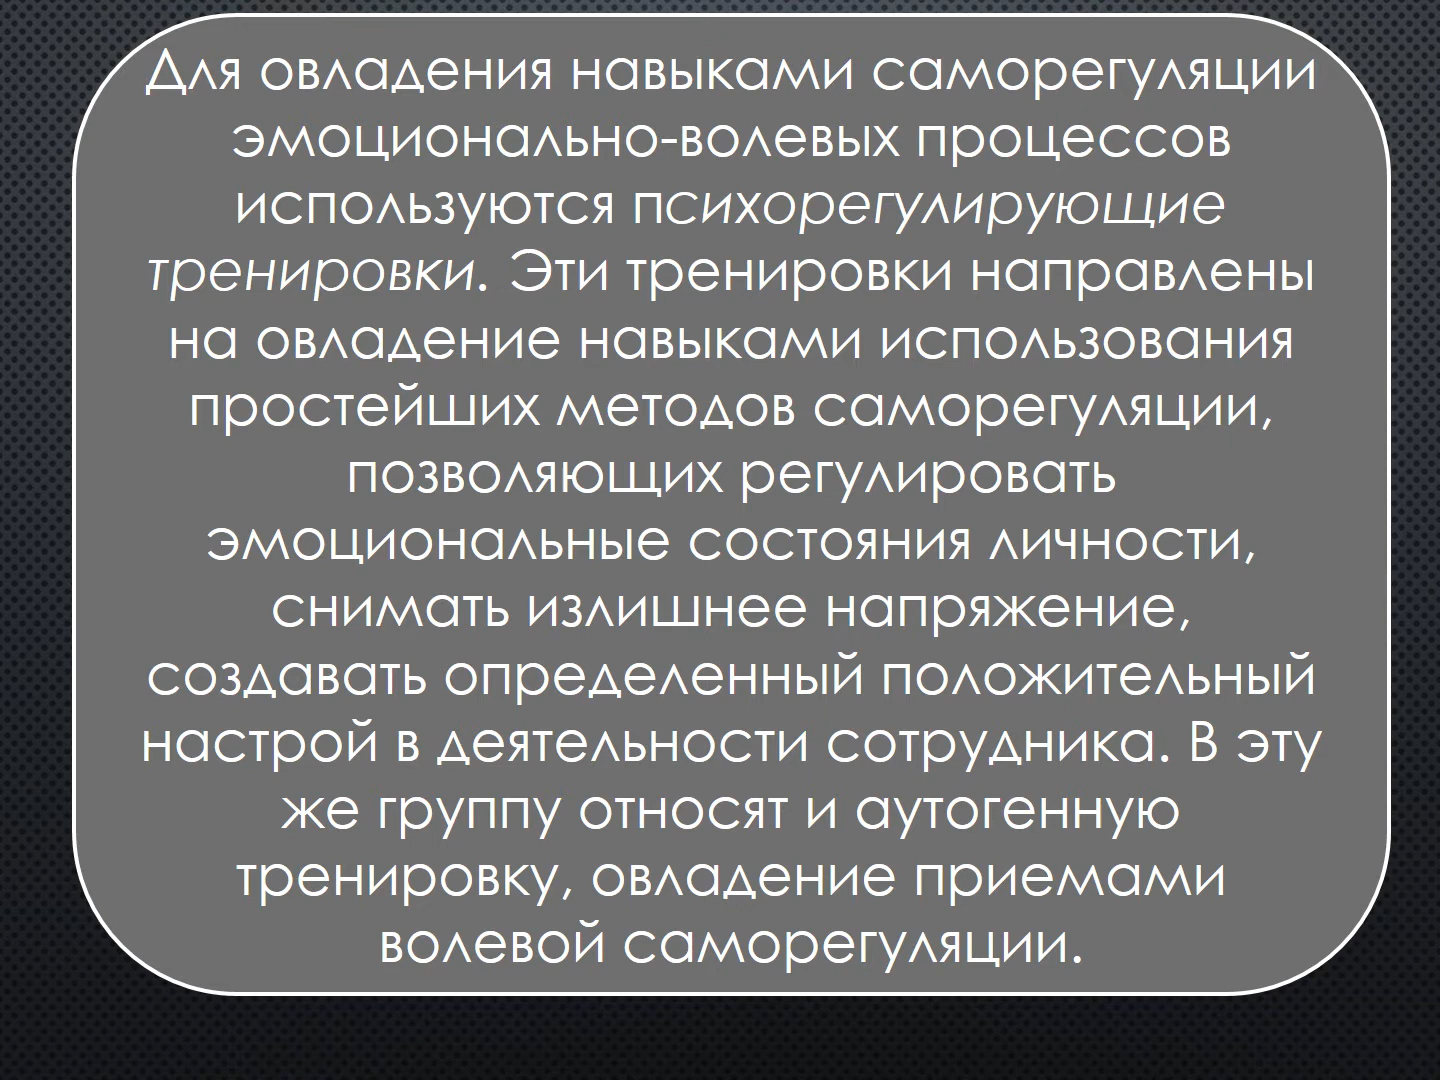 Для овладения навыками саморегуляции
эмоционально-волевых процессов
используются психорегулирующие
тренировки. Эти тренировки направлены
на овладение навыками использования
простейших методов саморегуляции,
позволяющих регулировать
эмоциональные состояния личности,
снимать излишнее напряжение,
создавать определенный положительный
настрой в деятельности сотрудника. В эту
же группу относят и аутогенную
тренировку, овладение приемами
волевой саморегуляции.